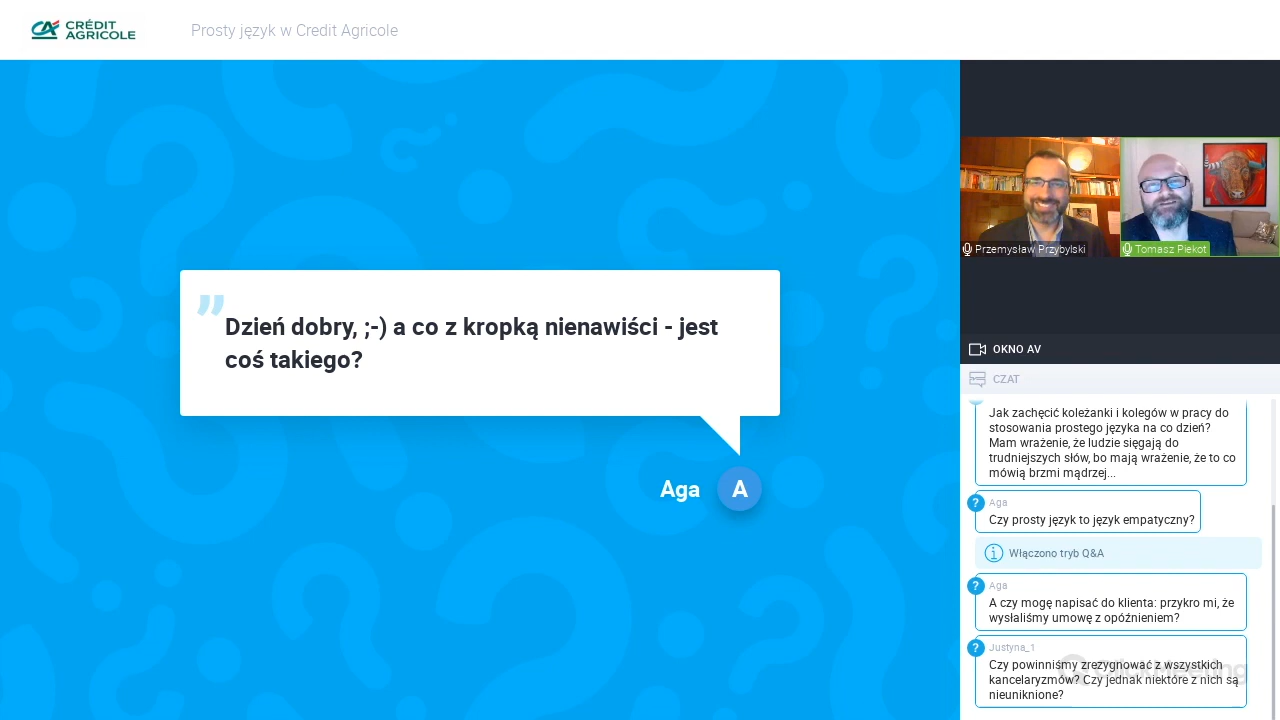 CRÉDIT
AGRICOLE
Prosty język w Credit Agricole
” Dzień dobry, ;-) a co z kropką nienawiści - jest
coś takiego?
Aga A
Przemysław Przybylski
Tomasz Piekot
OKNO AV
CZAT
Jak zachęcić koleżanki i kolegów w pracy do
stosowania prostego języka na co dzień?
Mam wrażenie, że ludzie sięgają do
trudniejszych słów, bo mają wrażenie, że to co
mówią brzmi mądrzej...
? Aga
Czy prosty język to język empatyczny?
Włączono tryb Q&A
? Aga
A czy mogę napisać do klienta: przykro mi, że
wysłaliśmy umowę z opóźnieniem?
? Justyna_1
Czy powinniśmy zrezygnować z wszystkich
kancelaryzmów? Czy jednak niektóre z nich są
nieuniknione?